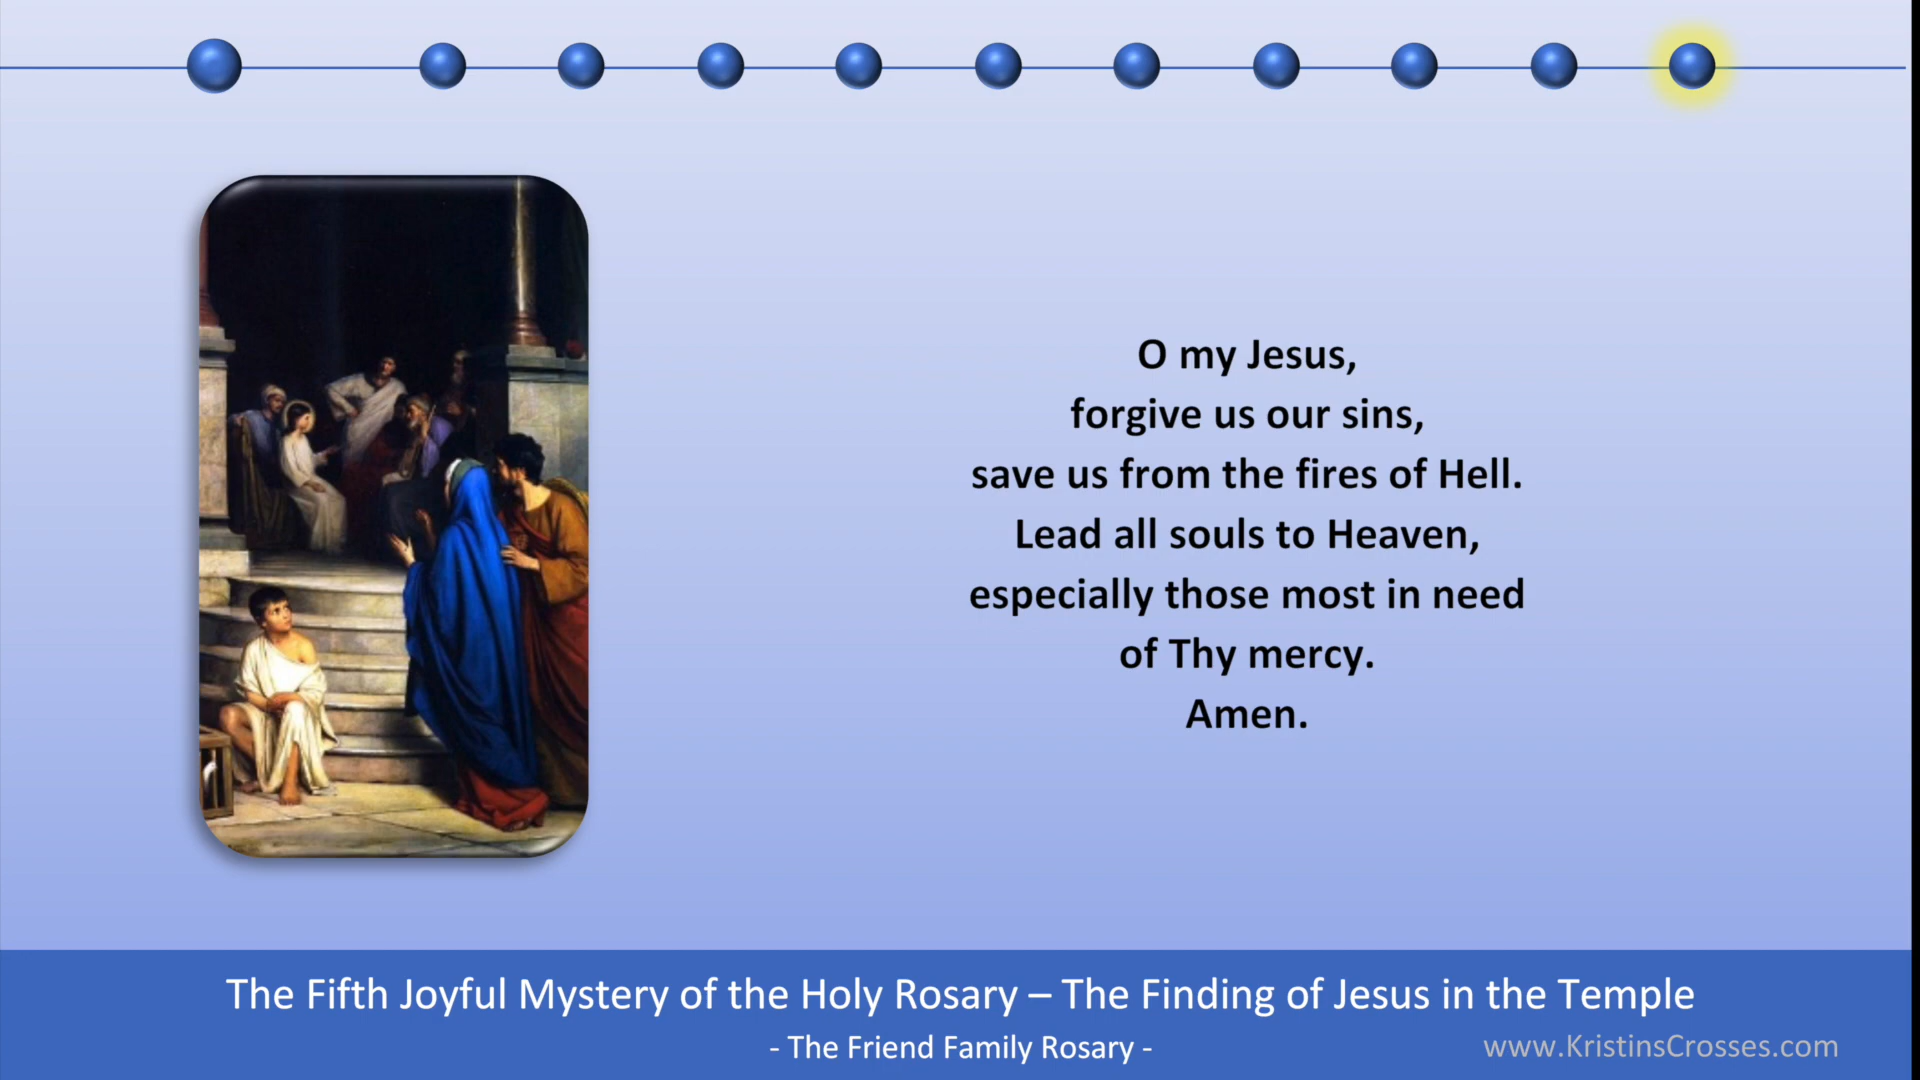 O my Jesus,
forgive us our sins,
save us from the fires of Hell.
Lead all souls to Heaven,
especially those most in need
of Thy mercy.
Amen.
The Fifth Joyful Mystery of the Holy Rosary – The Finding of Jesus in the Temple
- The Friend Family Rosary -
www.KristinsCrosses.com